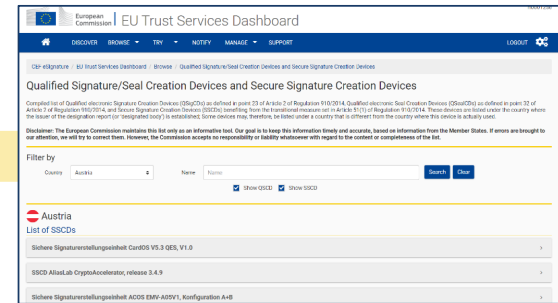 European
Commission
EU Trust Services Dashboard
DISCOVER BROWSE TRY NOTIFY MANAGE SUPPORT LOGOUT
CEF eSignature / EU Trust Services Dashboard / Browse / Qualified Signature/Seal Creation Devices and Secure Signature Creation Devices
Qualified Signature/Seal Creation Devices and Secure Signature Creation Devices
Compiled list of Qualified electronic Signature Creation Devices (QSigCDs) as defined in point 23 of Article 2 of Regulation 910/2014, Qualified electronic Seal Creation Devices (QSealCDs) as defined in point 32 of
Article 2 of Regulation 910/2014, and Secure Signature Creation Devices (SSCDs) benefiting from the transitional measure set in Article 51(1) of Regulation 910/2014. These devices are listed under the country where
the issuer of the designation report (or 'designated body') is established; Some devices may, therefore, be listed under a country that is different from the country where this device is actually used.
Disclaimer: The European Commission maintains this list only as an informative tool. Our goal is to keep this information timely and accurate, based on information from the Member States. If errors are brought to
our attention, we will try to correct them. However, the Commission accepts no responsibility or liability whatsoever with regard to the content or completeness of the list.
Filter by
Country Austria Name Name Search Clear
Show QSCD Show SSCD
Austria
List of SSCDs
Sichere Signaturerstellungseinheit CardOS V5.3 QES, V1.0
SSCD AliasLab CryptoAccelerator, release 3.4.9
Sichere Signaturerstellungseinheit ACOS EMV-A05V1, Konfiguration A+B